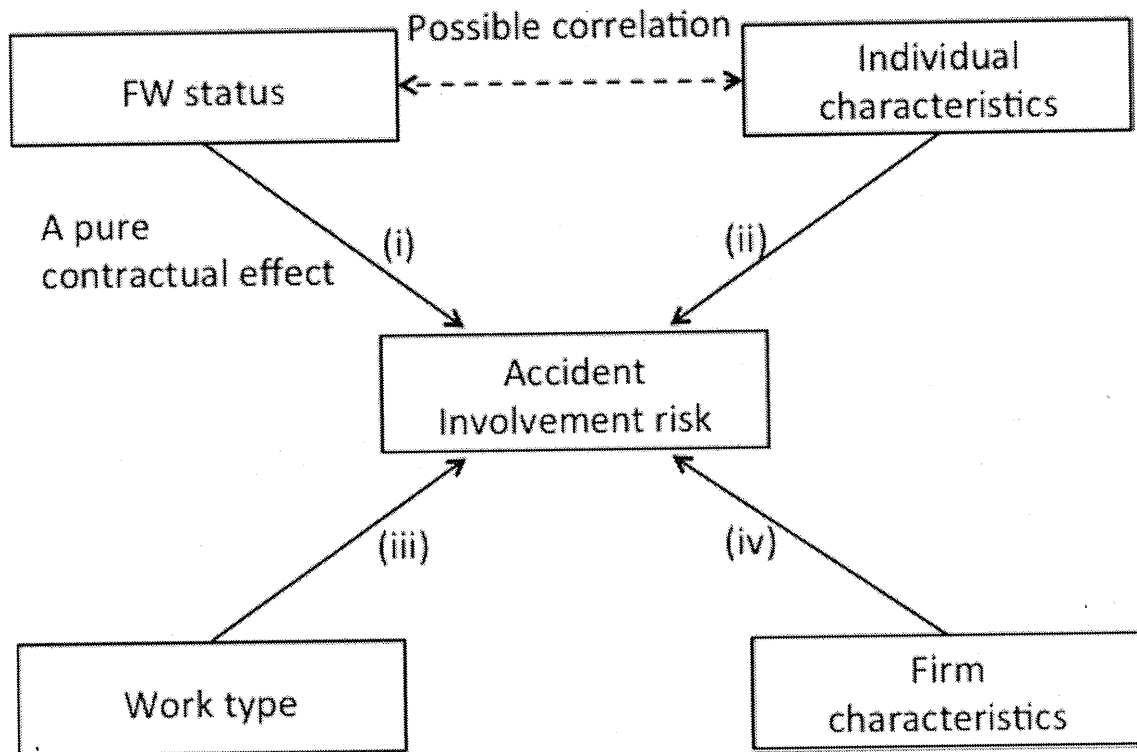 Possible correlation
FW status
Individual
characteristics
A pure
contractual effect
(i)
(ii)
Accident
Involvement risk
(iii)
(iv)
Work type
Firm
characteristics